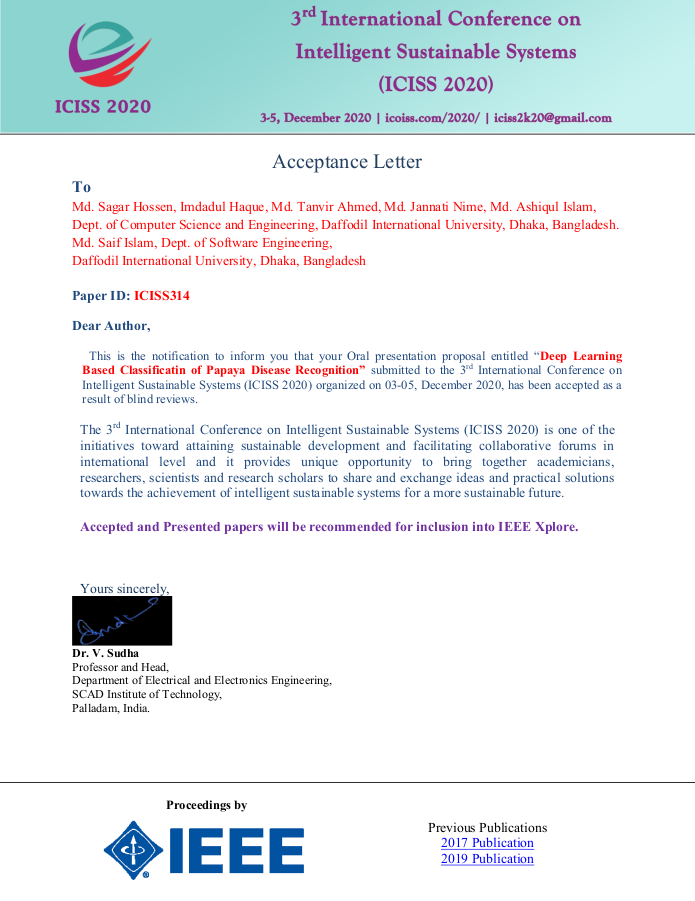 3rd International Conference on
Intelligent Sustainable Systems
(ICISS 2020)
ICISS 2020
3-5, December 2020 | icoiss.com/2020/ | iciss2k20@gmail.com
Acceptance Letter
To
Md. Sagar Hossen, Imdadul Haque, Md. Tanvir Ahmed, Md. Jannati Nime, Md. Ashiqul Islam,
Dept. of Computer Science and Engineering, Daffodil International University, Dhaka, Bangladesh.
Md. Saif Islam, Dept. of Software Engineering,
Daffodil International University, Dhaka, Bangladesh
Paper ID: ICISS314
Dear Author,
This is the notification to inform you that your Oral presentation proposal entitled “Deep Learning
Based Classificatin of Papaya Disease Recognition” submitted to the 3rd International Conference on
Intelligent Sustainable Systems (ICISS 2020) organized on 03-05, December 2020, has been accepted as a
result of blind reviews.
The 3rd International Conference on Intelligent Sustainable Systems (ICISS 2020) is one of the
initiatives toward attaining sustainable development and facilitating collaborative forums in
international level and it provides unique opportunity to bring together academicians,
researchers, scientists and research scholars to share and exchange ideas and practical solutions
towards the achievement of intelligent sustainable systems for a more sustainable future.
Accepted and Presented papers will be recommended for inclusion into IEEE Xplore.
Yours sincerely,
Dr. V. Sudha
Professor and Head,
Department of Electrical and Electronics Engineering,
SCAD Institute of Technology,
Palladam, India.
Proceedings by
IEEE
Previous Publications
2017 Publication
2019 Publication